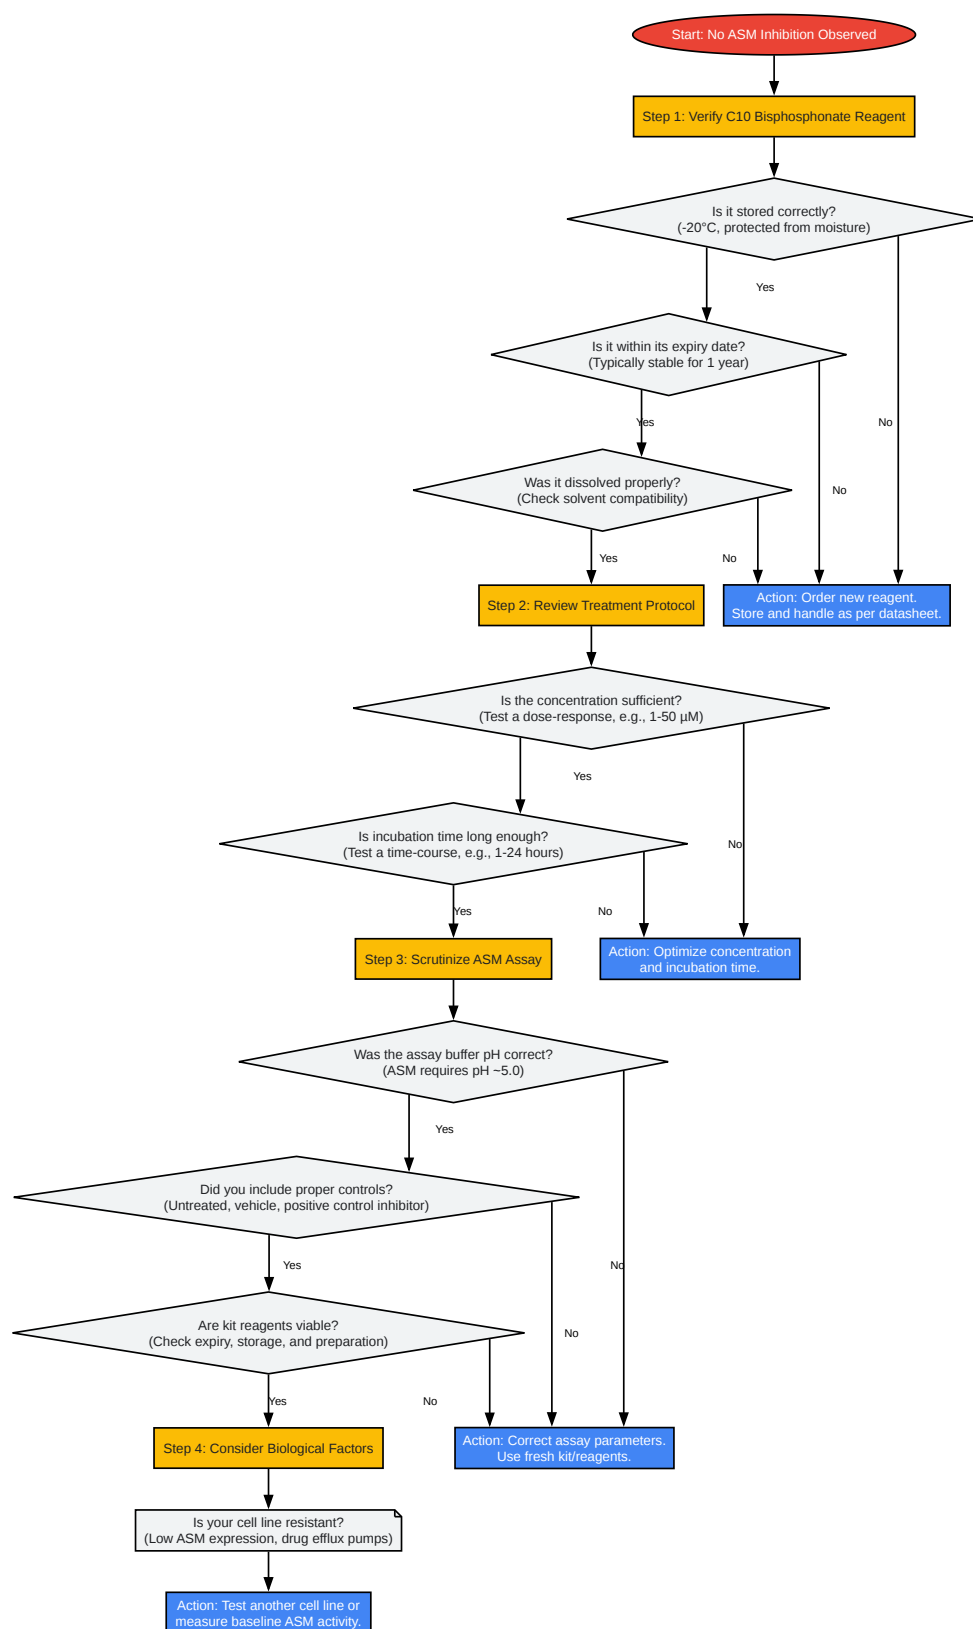 Start: No ASM Inhibition Observed
Step 1: Verify C10 Bisphosphonate Reagent
Is it stored correctly?
(-20°C, protected from moisture)
Yes
Is it within its expiry date?
(Typically stable for 1 year)
Yes
No
Was it dissolved properly?
(Check solvent compatibility)
No
Yes
No
Step 2: Review Treatment Protocol
Action: Order new reagent.
Store and handle as per datasheet.
Is the concentration sufficient?
(Test a dose-response, e.g., 1-50 µM)
Yes
Is incubation time long enough?
(Test a time-course, e.g., 1-24 hours)
No
Yes
No
Step 3: Scrutinize ASM Assay
Action: Optimize concentration
and incubation time.
Was the assay buffer pH correct?
(ASM requires pH ~5.0)
Yes
Did you include proper controls?
(Untreated, vehicle, positive control inhibitor)
Yes
No
Are kit reagents viable?
(Check expiry, storage, and preparation)
No
Yes
No
Step 4: Consider Biological Factors
Action: Correct assay parameters.
Use fresh kit/reagents.
Is your cell line resistant?
(Low ASM expression, drug efflux pumps)
Action: Test another cell line or
measure baseline ASM activity.